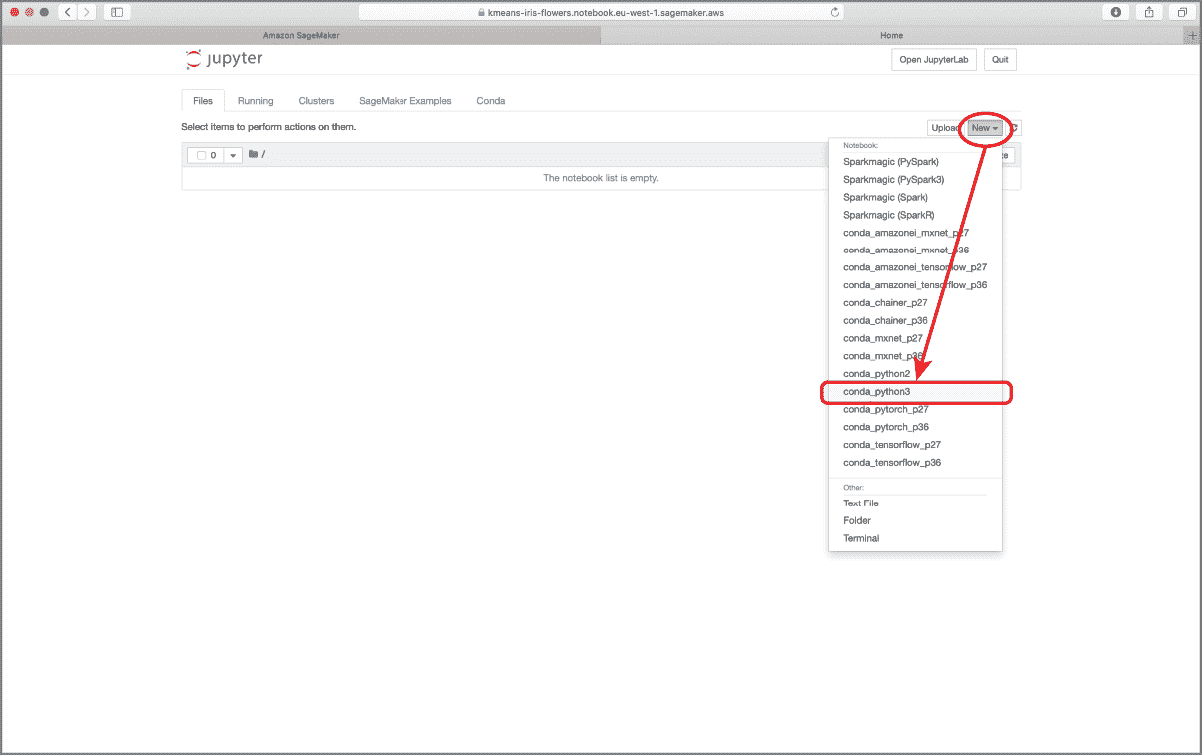 kmeans-iris-flowers.notebook.eu-west-1.sagemaker.aws
Amazon SageMaker Home
jupyter Open JupyterLab Quit
Files Running Clusters SageMaker Examples Conda
Select items to perform actions on them. Upload New
0 /
The notebook list is empty.
Notebook:
Sparkmagic (PySpark)
Sparkmagic (PySpark3)
Sparkmagic (Spark)
Sparkmagic (SparkR)
conda_amazonei_mxnet_p27
conda_amazonei_mxnet_p36
conda_amazonei_tensorflow_p27
conda_amazonei_tensorflow_p36
conda_chainer_p27
conda_chainer_p36
conda_mxnet_p27
conda_mxnet_p36
conda_python2
conda_python3
conda_pytorch_p27
conda_pytorch_p36
conda_tensorflow_p27
conda_tensorflow_p36
Other:
Text File
Folder
Terminal